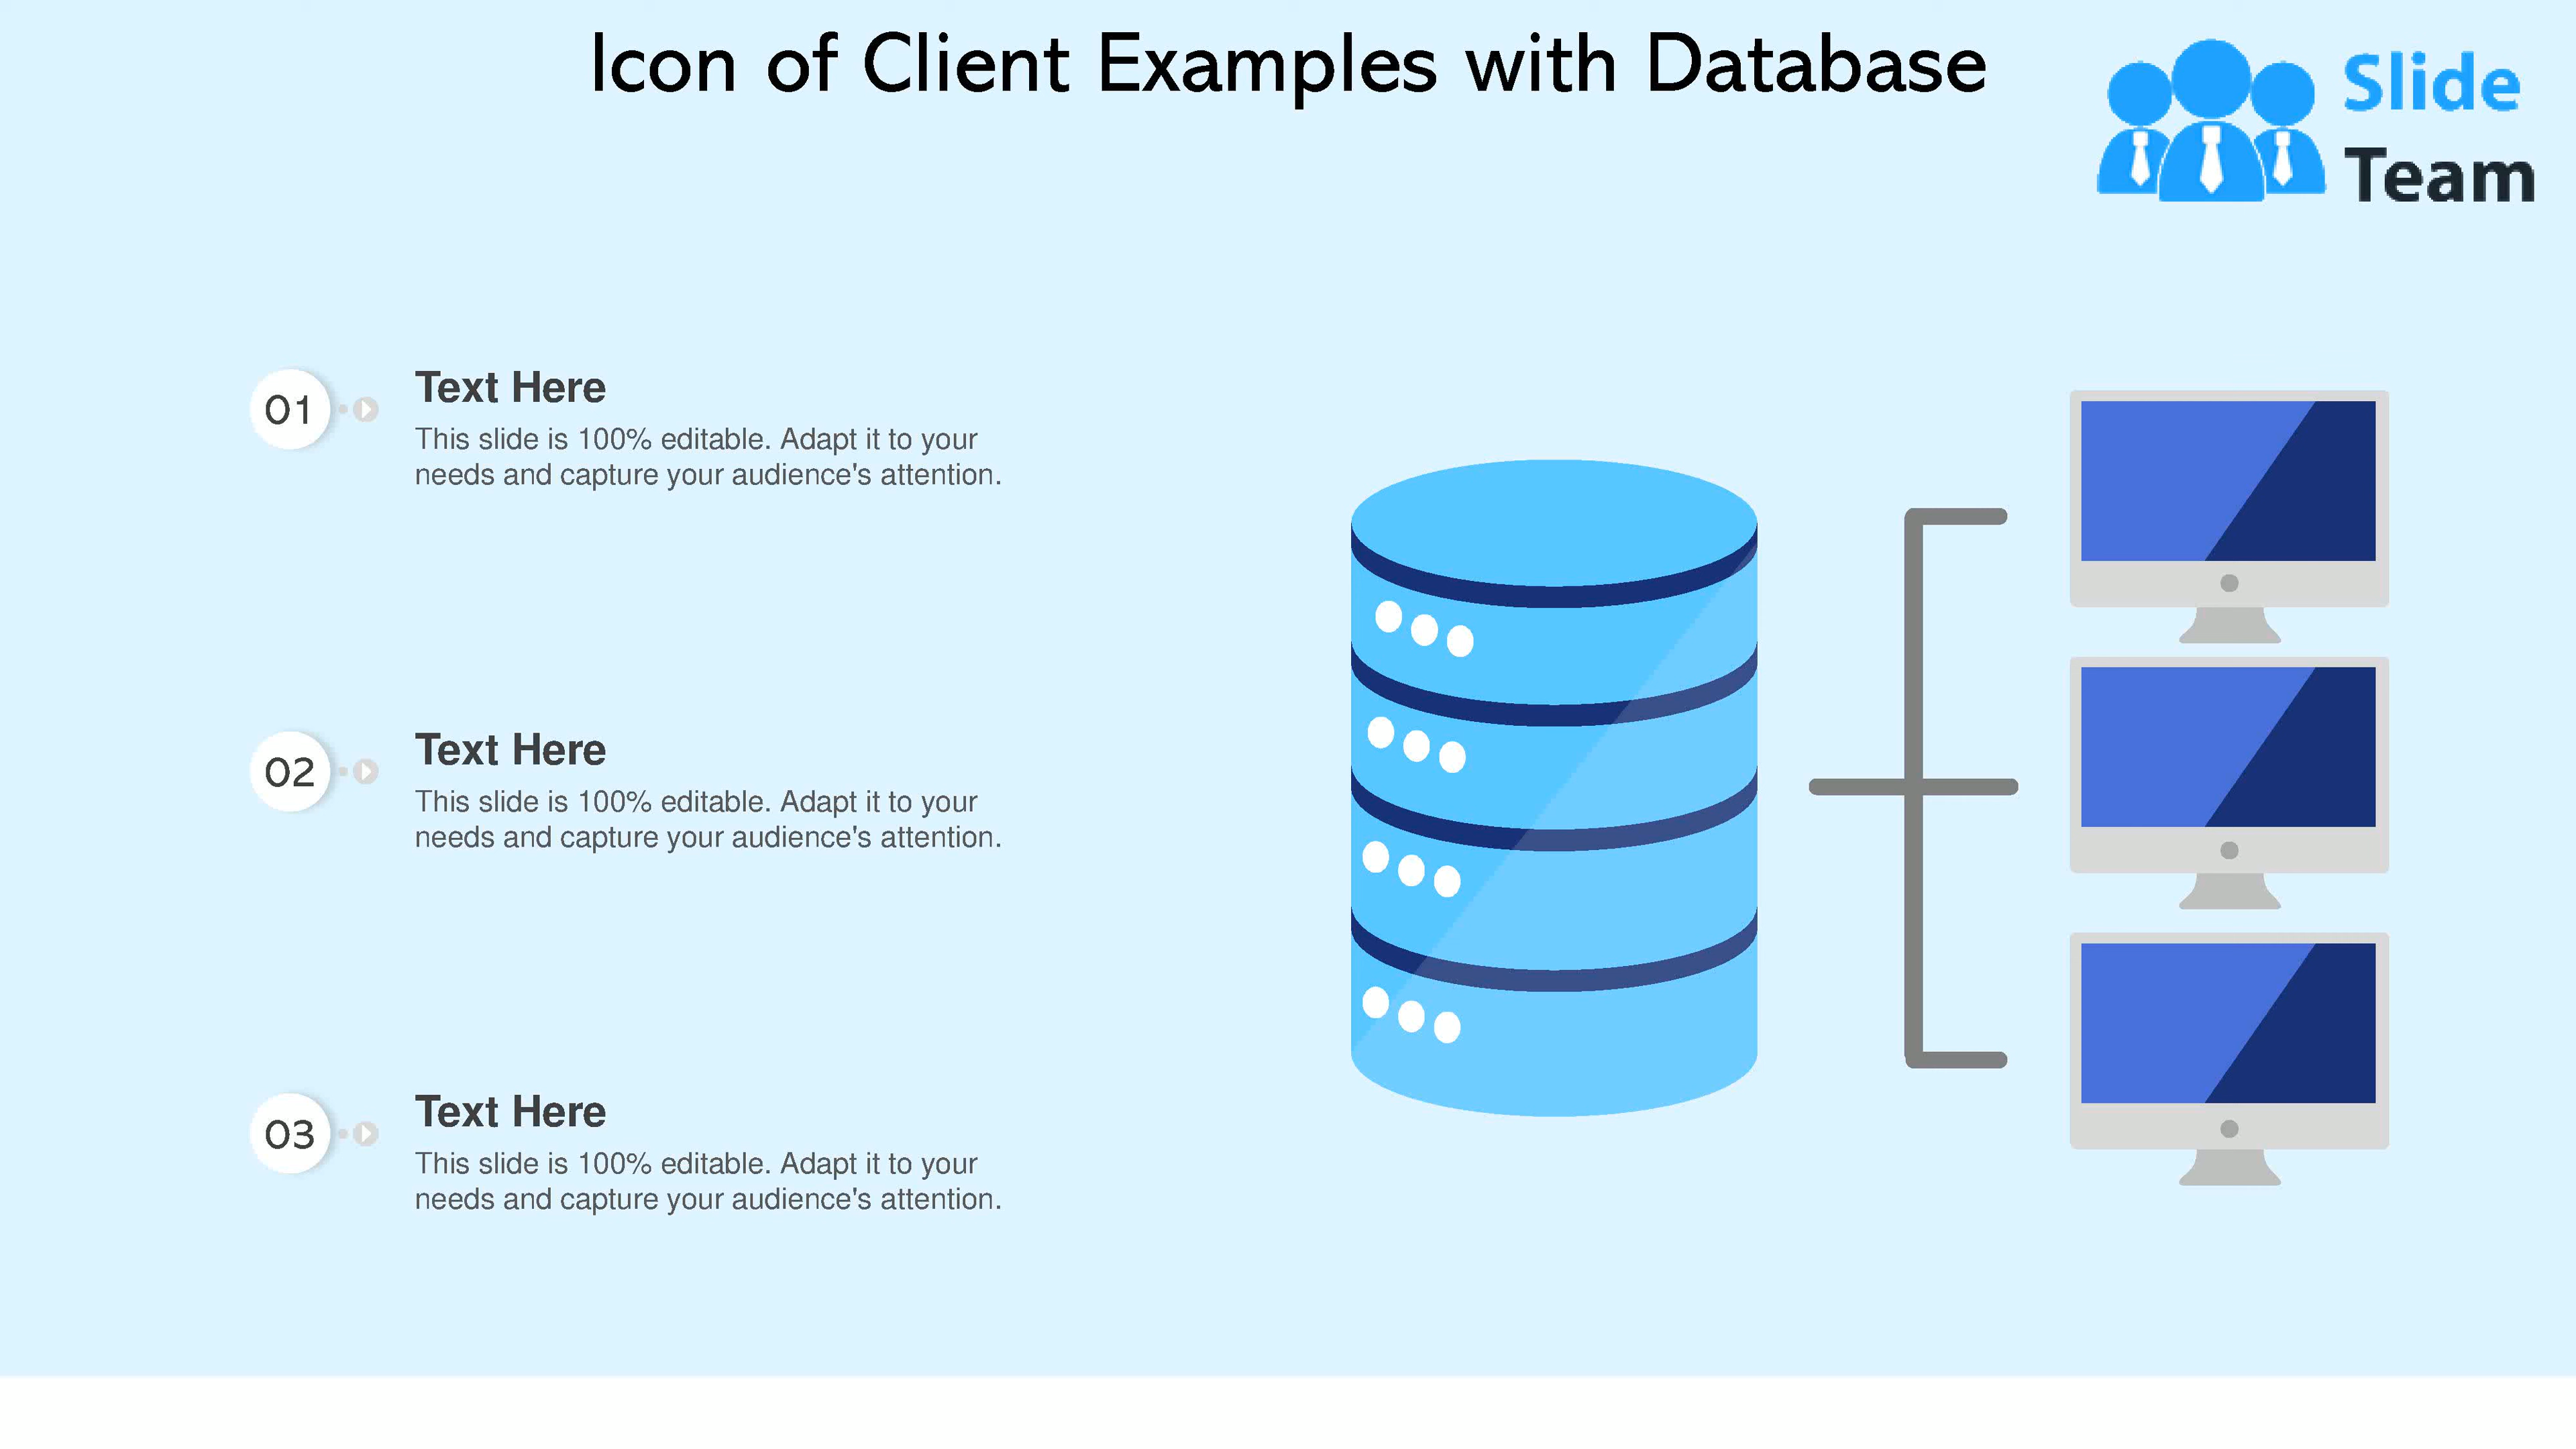 Icon of Client Examples with Database
Slide
Team
01
Text Here
This slide is 100% editable. Adapt it to your
needs and capture your audience's attention.
02
Text Here
This slide is 100% editable. Adapt it to your
needs and capture your audience's attention.
03
Text Here
This slide is 100% editable. Adapt it to your
needs and capture your audience's attention.